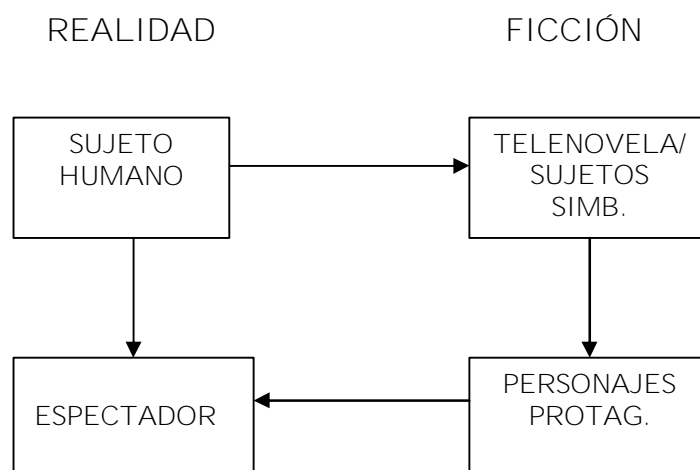 REALIDAD
FICCIÓN
SUJETO
HUMANO
TELENOVELA/
SUJETOS
SIMB.
ESPECTADOR
PERSONAJES
PROTAG.